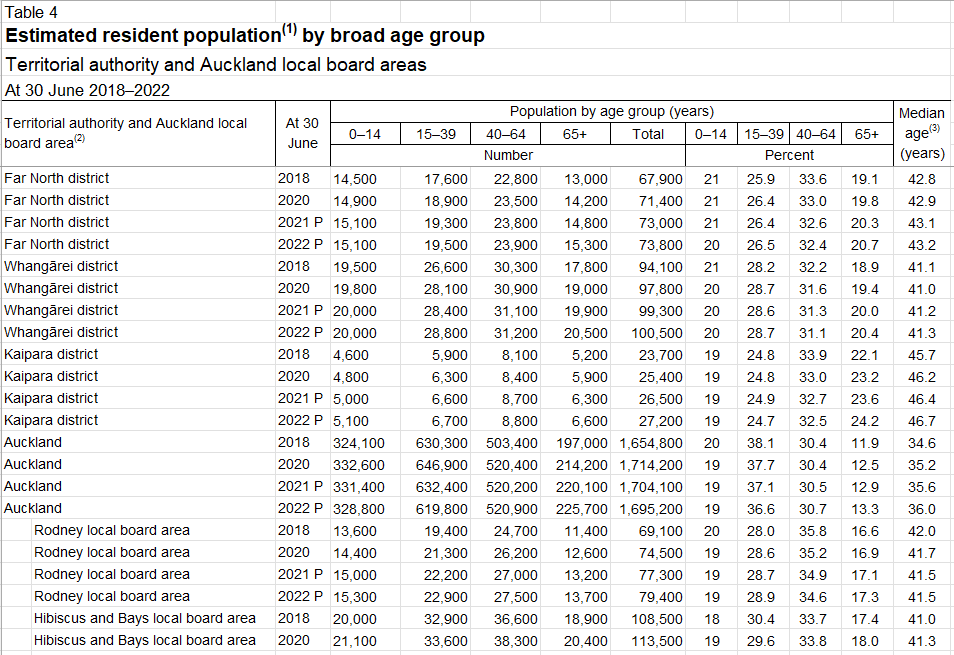 Table 4
Estimated resident population(1) by broad age group
Territorial authority and Auckland local board areas
At 30 June 2018–2022
Territorial authority and Auckland local board area(2) At 30 June Population by age group (years) Median age(3) (years)
0–14 15–39 40–64 65+ Total 0–14 15–39 40–64 65+
Number Percent
Far North district 2018 14,500 17,600 22,800 13,000 67,900 21 25.9 33.6 19.1 42.8
Far North district 2020 14,900 18,900 23,500 14,200 71,400 21 26.4 33.0 19.8 42.9
Far North district 2021 P 15,100 19,300 23,800 14,800 73,000 21 26.4 32.6 20.3 43.1
Far North district 2022 P 15,100 19,500 23,900 15,300 73,800 20 26.5 32.4 20.7 43.2
Whangārei district 2018 19,500 26,600 30,300 17,800 94,100 21 28.2 32.2 18.9 41.1
Whangārei district 2020 19,800 28,100 30,900 19,000 97,800 20 28.7 31.6 19.4 41.0
Whangārei district 2021 P 20,000 28,400 31,100 19,900 99,300 20 28.6 31.3 20.0 41.2
Whangārei district 2022 P 20,000 28,800 31,200 20,500 100,500 20 28.7 31.1 20.4 41.3
Kaipara district 2018 4,600 5,900 8,100 5,200 23,700 19 24.8 33.9 22.1 45.7
Kaipara district 2020 4,800 6,300 8,400 5,900 25,400 19 24.8 33.0 23.2 46.2
Kaipara district 2021 P 5,000 6,600 8,700 6,300 26,500 19 24.9 32.7 23.6 46.4
Kaipara district 2022 P 5,100 6,700 8,800 6,600 27,200 19 24.7 32.5 24.2 46.7
Auckland 2018 324,100 630,300 503,400 197,000 1,654,800 20 38.1 30.4 11.9 34.6
Auckland 2020 332,600 646,900 520,400 214,200 1,714,200 19 37.7 30.4 12.5 35.2
Auckland 2021 P 331,400 632,400 520,200 220,100 1,704,100 19 37.1 30.5 12.9 35.6
Auckland 2022 P 328,800 619,800 520,900 225,700 1,695,200 19 36.6 30.7 13.3 36.0
Rodney local board area 2018 13,600 19,400 24,700 11,400 69,100 20 28.0 35.8 16.6 42.0
Rodney local board area 2020 14,400 21,300 26,200 12,600 74,500 19 28.6 35.2 16.9 41.7
Rodney local board area 2021 P 15,000 22,200 27,000 13,200 77,300 19 28.7 34.9 17.1 41.5
Rodney local board area 2022 P 15,300 22,900 27,500 13,700 79,400 19 28.9 34.6 17.3 41.5
Hibiscus and Bays local board area 2018 20,000 32,900 36,600 18,900 108,500 18 30.4 33.7 17.4 41.0
Hibiscus and Bays local board area 2020 21,100 33,600 38,300 20,400 113,500 19 29.6 33.8 18.0 41.3